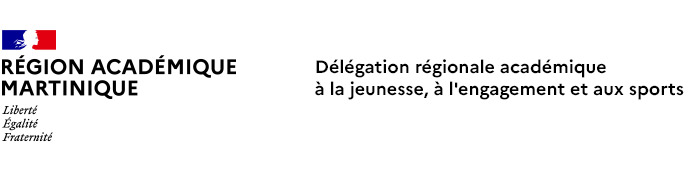 RÉGION ACADÉMIQUE
MARTINIQUE
Liberté
Égalité
Fraternité
Délégation régionale académique
à la jeunesse, à l'engagement et aux sports